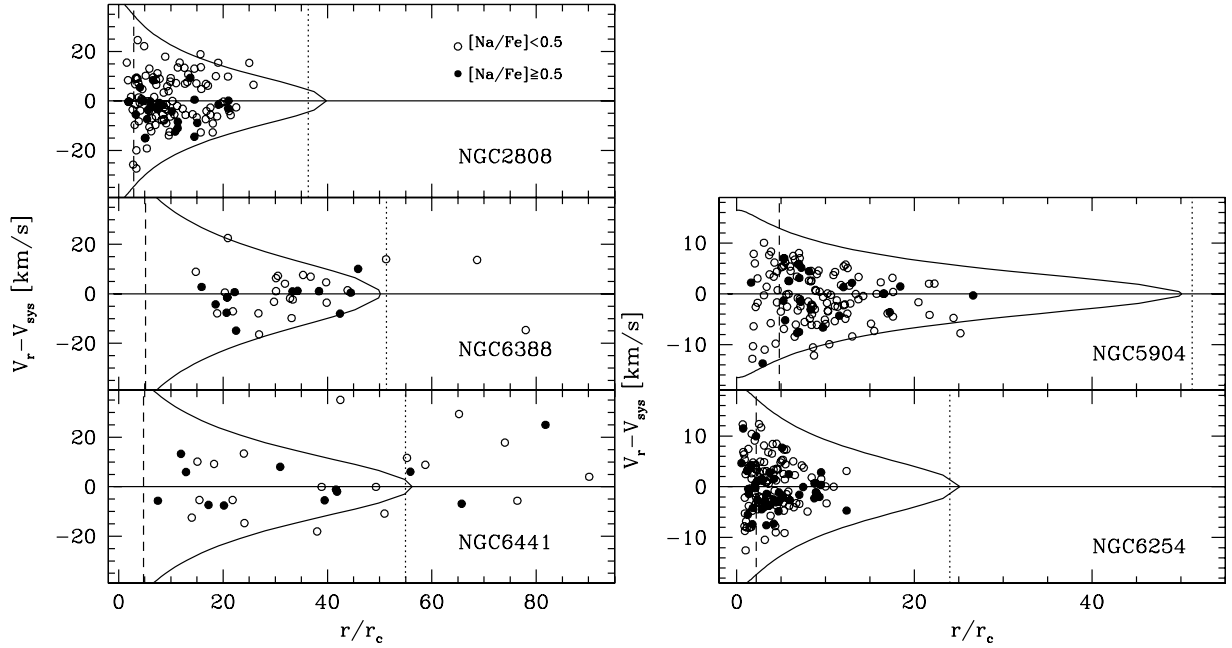 20
0
−20
[Na/Fe]<0.5
[Na/Fe]≥0.5
NGC2808
20
0
−20
NGC6388
20
0
−20
NGC6441
0 20 40 60 80
r/r_c
V_r−V_sys [km/s]
10
0
−10
NGC5904
10
0
−10
NGC6254
0 20 40
r/r_c
V_r−V_sys [km/s]